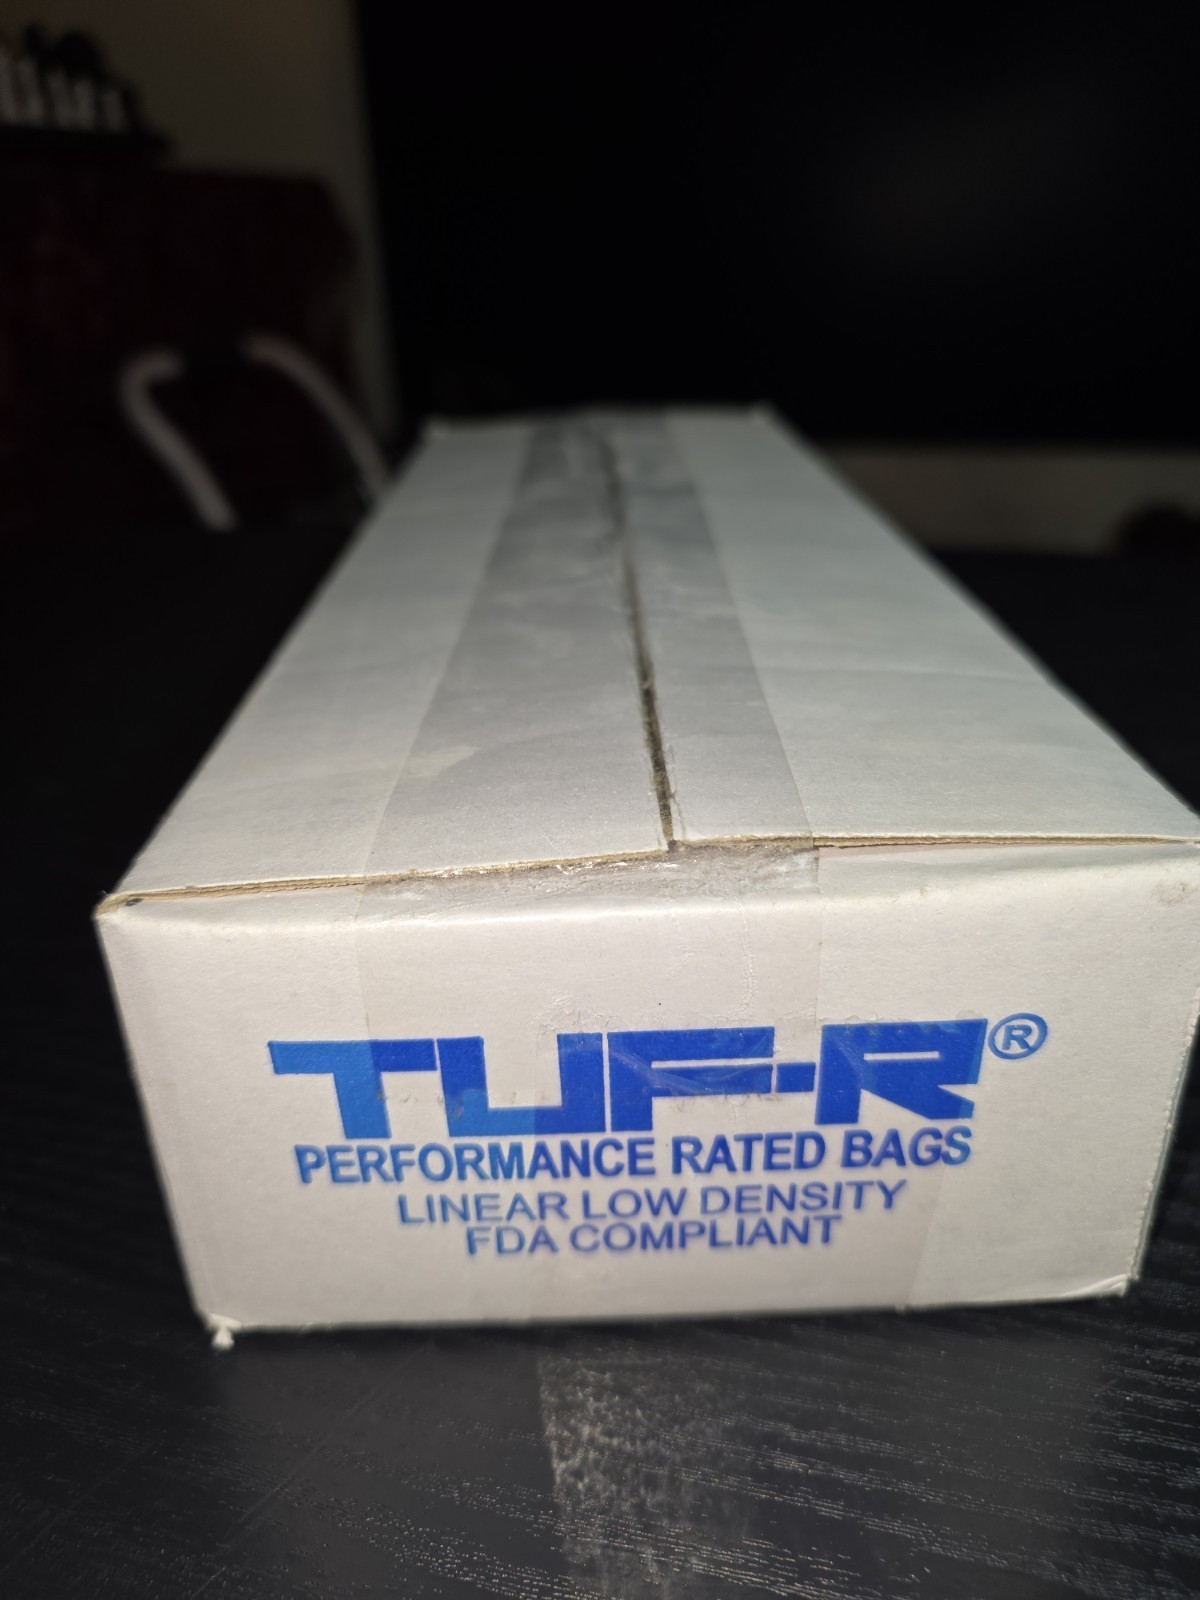 TUF-R®
PERFORMANCE RATED BAGS
LINEAR LOW DENSITY
FDA COMPLIANT